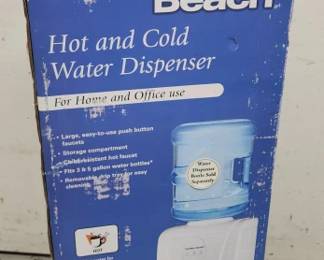 Beach
Hot and Cold
Water Dispenser
For Home and Office use
• Large, easy-to-use push button
faucets
• Storage compartment
• Child resistant hot faucet
• Fits 3 & 5 gallon water bottles*
• Removable drip tray for easy
cleaning
Water
Dispenser
Bottle Sold
Separately
HOT